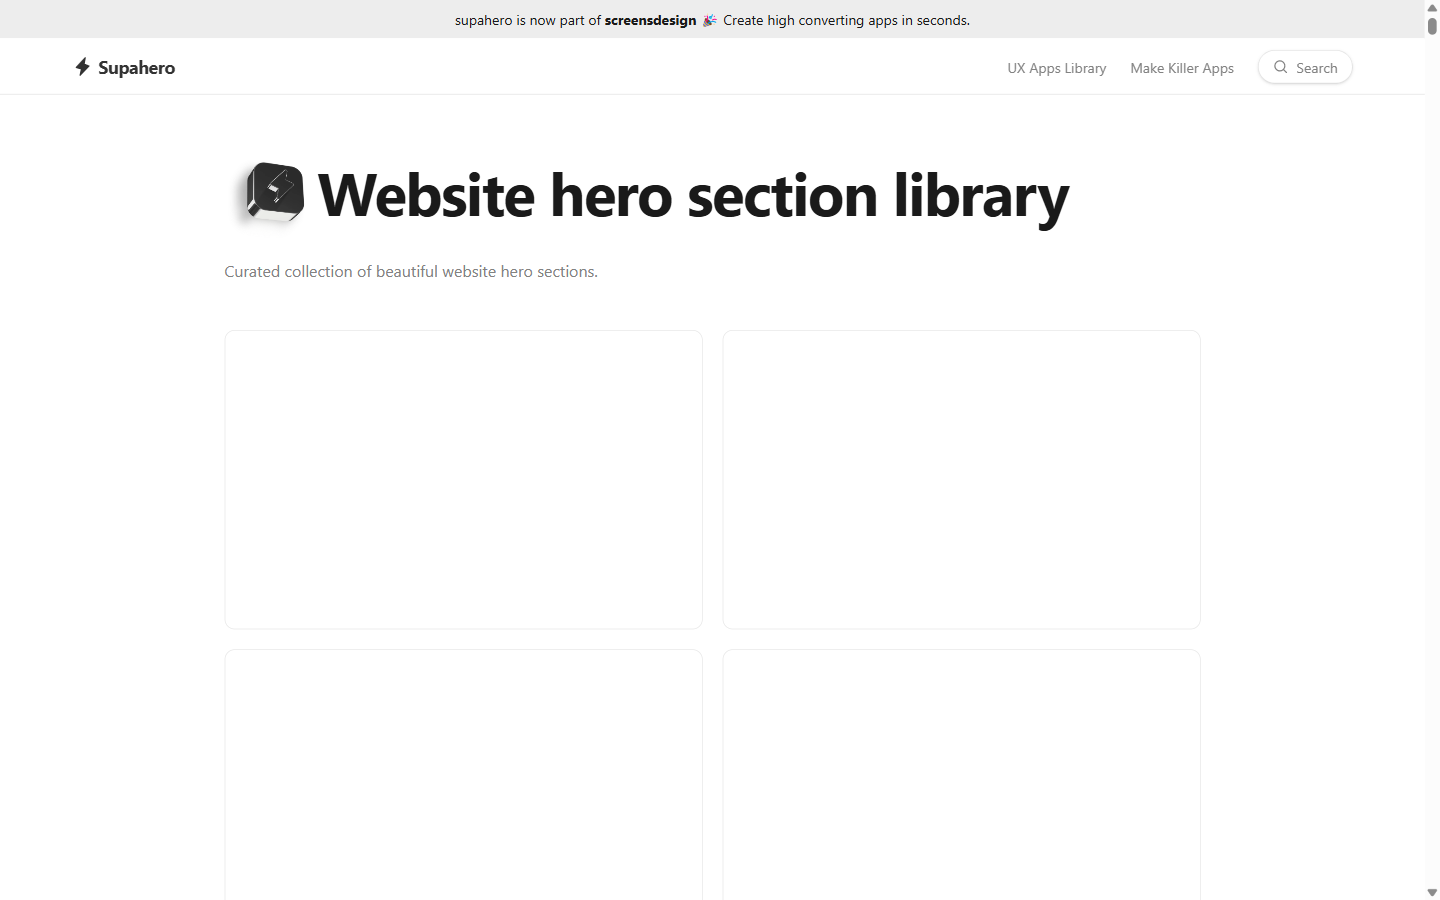 supahero is now part of screensdesign 🎉 Create high converting apps in seconds.
Supahero
UX Apps Library
Make Killer Apps
Search
Website hero section library
Curated collection of beautiful website hero sections.